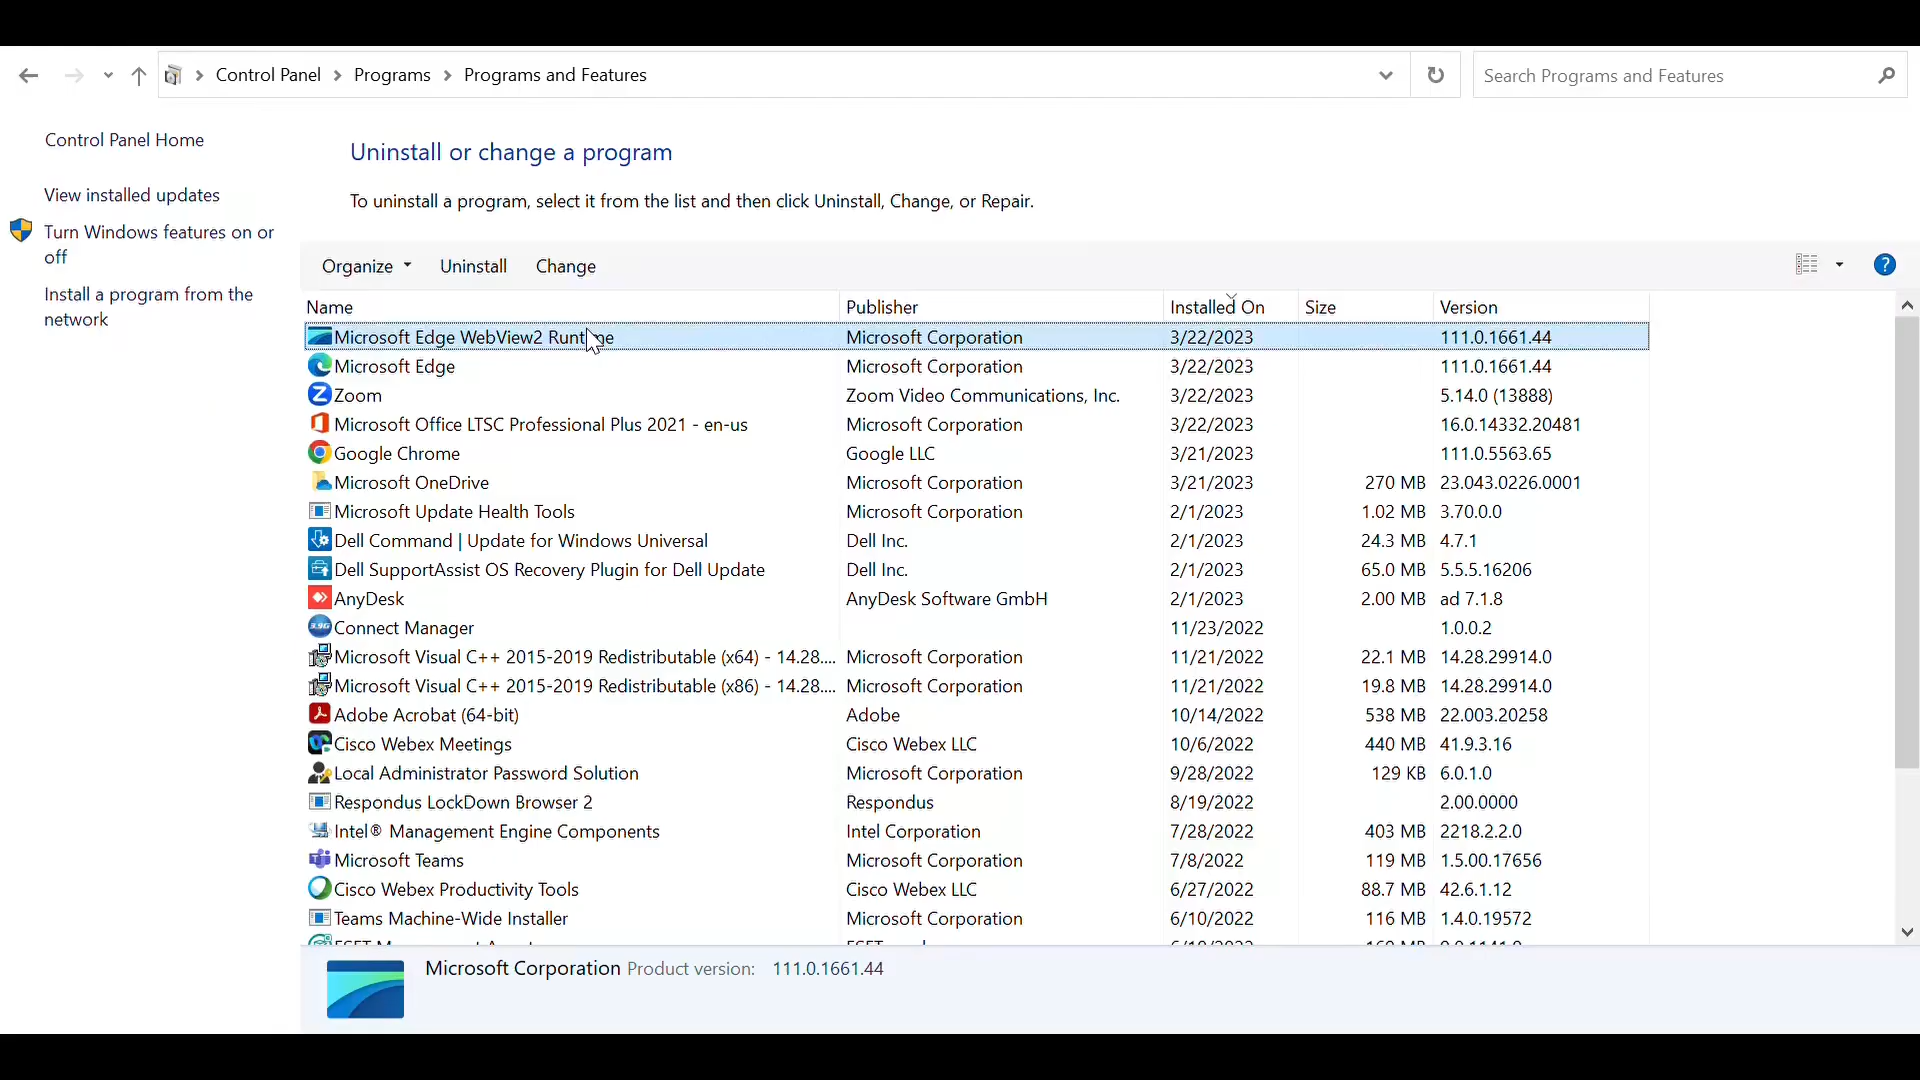 Control Panel > Programs > Programs and Features
Search Programs and Features
Control Panel Home
View installed updates
Turn Windows features on or
off
Install a program from the
network
Uninstall or change a program
To uninstall a program, select it from the list and then click Uninstall, Change, or Repair.
Organize Uninstall Change
Name Publisher Installed On Size Version
Microsoft Edge WebView2 Microsoft Corporation 3/22/2023 111.0.1661.44
Microsoft Edge Microsoft Corporation 3/22/2023 111.0.1661.44
Zoom Zoom Video Communications, Inc. 3/22/2023 5.14.0 (13888)
Microsoft Office LTSC Professional Plus 2021 - en-us Microsoft Corporation 3/22/2023 16.0.14332.20481
Google Chrome Google LLC 3/21/2023 111.0.5563.65
Microsoft OneDrive Microsoft Corporation 3/21/2023 270 MB 23.043.0226.0001
Microsoft Update Health Tools Microsoft Corporation 2/1/2023 1.02 MB 3.70.0.0
Dell Command | Update for Windows Universal Dell Inc. 2/1/2023 24.3 MB 4.7.1
Dell SupportAssist OS Recovery Plugin for Dell Update Dell Inc. 2/1/2023 65.0 MB 5.5.5.16206
AnyDesk AnyDesk Software GmbH 2/1/2023 2.00 MB ad 7.1.8
Connect Manager 11/23/2022 1.0.0.2
Microsoft Visual C++ 2015-2019 Redistributable (x64) - 14.28.... Microsoft Corporation 11/21/2022 22.1 MB 14.28.29914.0
Microsoft Visual C++ 2015-2019 Redistributable (x86) - 14.28.... Microsoft Corporation 11/21/2022 19.8 MB 14.28.29914.0
Adobe Acrobat (64-bit) Adobe 10/14/2022 538 MB 22.003.20258
Cisco Webex Meetings Cisco Webex LLC 10/6/2022 440 MB 41.9.3.16
Local Administrator Password Solution Microsoft Corporation 9/28/2022 129 KB 6.0.1.0
Respondus LockDown Browser 2 Respondus 8/19/2022 2.00.0000
Intel® Management Engine Components Intel Corporation 7/28/2022 403 MB 2218.2.2.0
Microsoft Teams Microsoft Corporation 7/8/2022 119 MB 1.5.00.17656
Cisco Webex Productivity Tools Cisco Webex LLC 6/27/2022 88.7 MB 42.6.1.12
Teams Machine-Wide Installer Microsoft Corporation 6/10/2022 116 MB 1.4.0.19572
Microsoft Corporation Product version: 111.0.1661.44